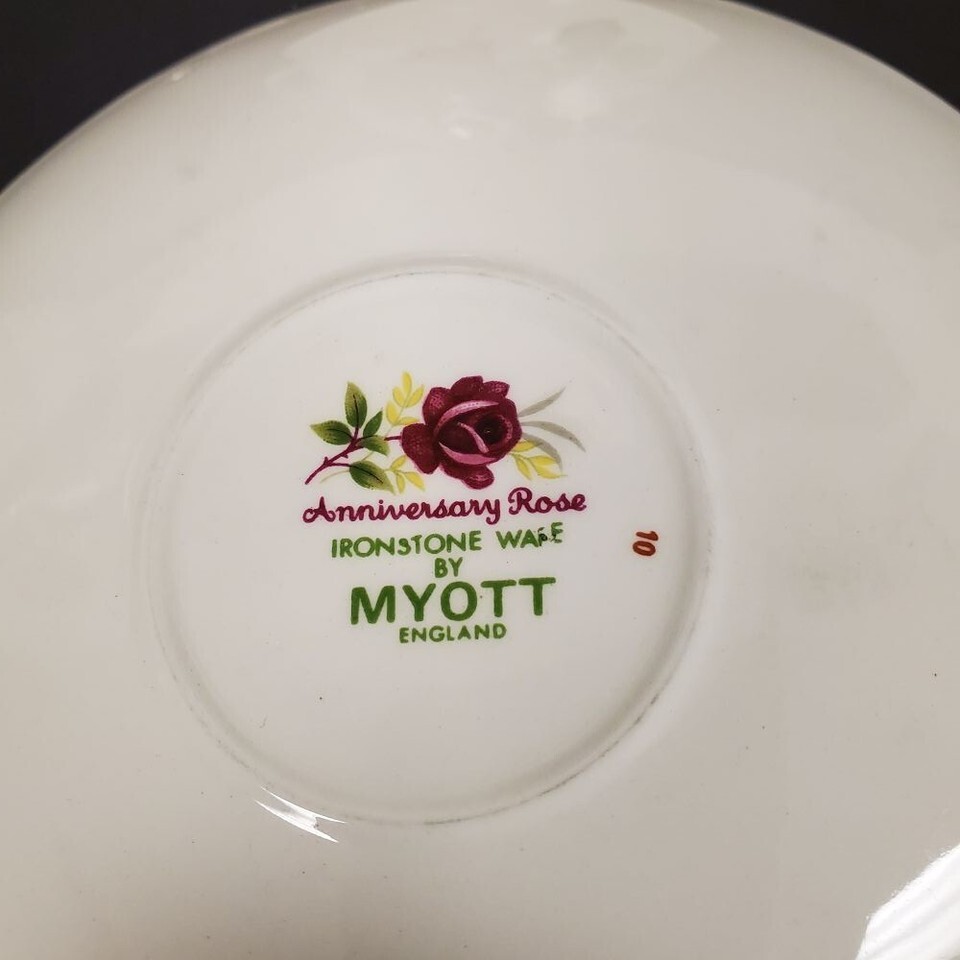 Anniversary Rose
IRONSTONE WARE
BY
MYOTT
ENGLAND
10